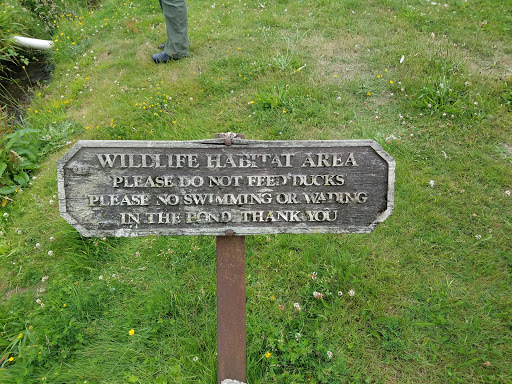 WILDLIFE HABITAT AREA
PLEASE DO NOT FEED DUCKS
PLEASE NO SWIMMING OR WADING
IN THE POND THANK YOU